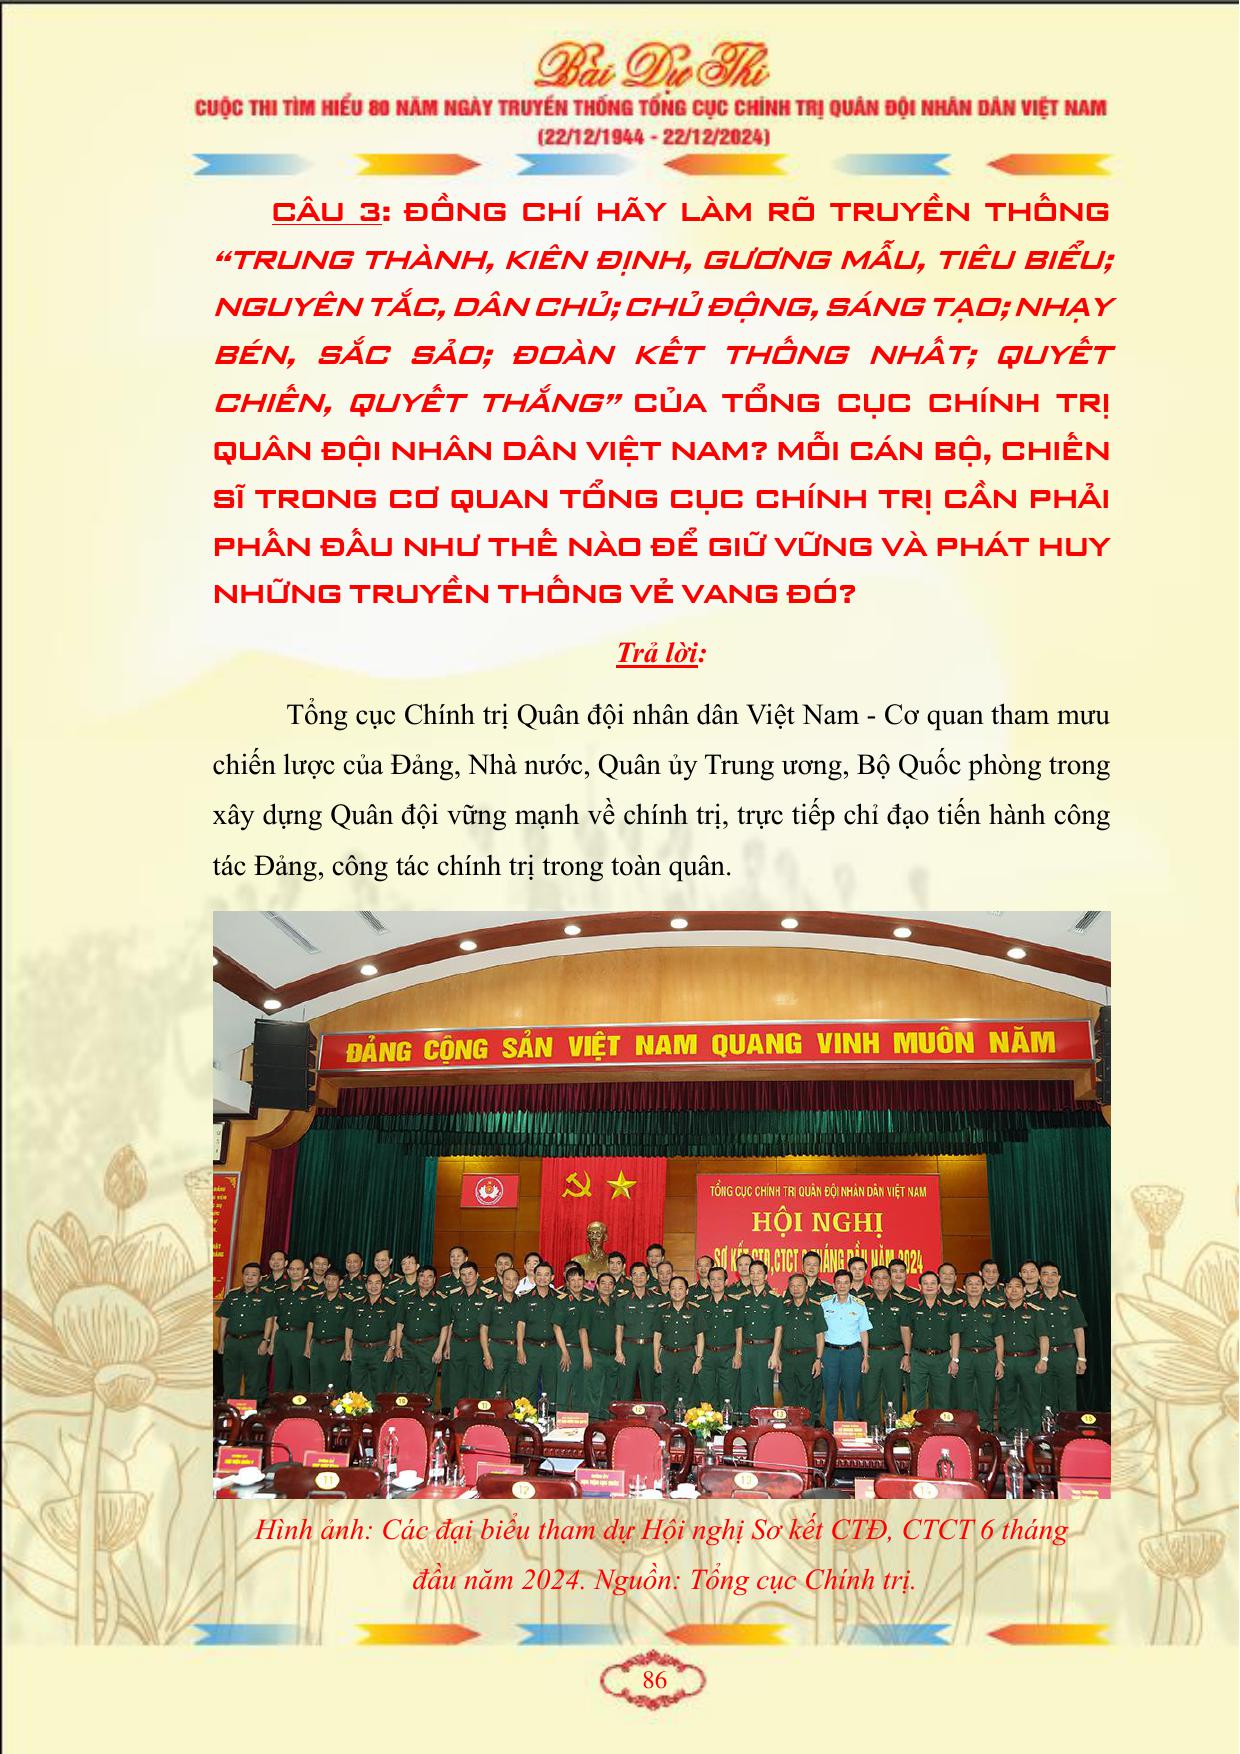 Bài Dự Thi
CUỘC THI TÌM HIỂU 80 NĂM NGÀY TRUYỀN THỐNG TỔNG CỤC CHÍNH TRỊ QUÂN ĐỘI NHÂN DÂN VIỆT NAM
(22/12/1944 - 22/12/2024)
CÂU 3: ĐỒNG CHÍ HÃY LÀM RÕ TRUYỀN THỐNG
“TRUNG THÀNH, KIÊN ĐỊNH, GƯƠNG MẪU, TIÊU BIỂU;
NGUYÊN TẮC, DÂN CHỦ; CHỦ ĐỘNG, SÁNG TẠO; NHẠY
BÉN, SẮC SẢO; ĐOÀN KẾT THỐNG NHẤT; QUYẾT
CHIẾN, QUYẾT THẮNG” CỦA TỔNG CỤC CHÍNH TRỊ
QUÂN ĐỘI NHÂN DÂN VIỆT NAM? MỖI CÁN BỘ, CHIẾN
SĨ TRONG CƠ QUAN TỔNG CỤC CHÍNH TRỊ CẦN PHẢI
PHẤN ĐẤU NHƯ THẾ NÀO ĐỂ GIỮ VỮNG VÀ PHÁT HUY
NHỮNG TRUYỀN THỐNG VẺ VANG ĐÓ?
Trả lời:
Tổng cục Chính trị Quân đội nhân dân Việt Nam - Cơ quan tham mưu
chiến lược của Đảng, Nhà nước, Quân ủy Trung ương, Bộ Quốc phòng trong
xây dựng Quân đội vững mạnh về chính trị, trực tiếp chỉ đạo tiến hành công
tác Đảng, công tác chính trị trong toàn quân.
ĐẢNG CỘNG SẢN VIỆT NAM QUANG VINH MUÔN NĂM
TỔNG CỤC CHÍNH TRỊ QUÂN ĐỘI NHÂN DÂN VIỆT NAM
HỘI NGHỊ
SƠ KẾT CTĐ, CTCT 6 THÁNG ĐẦU NĂM 2024
9
10
11
12
13
14
15
11
12
13
Hình ảnh: Các đại biểu tham dự Hội nghị Sơ kết CTĐ, CTCT 6 tháng
đầu năm 2024. Nguồn: Tổng cục Chính trị.
86